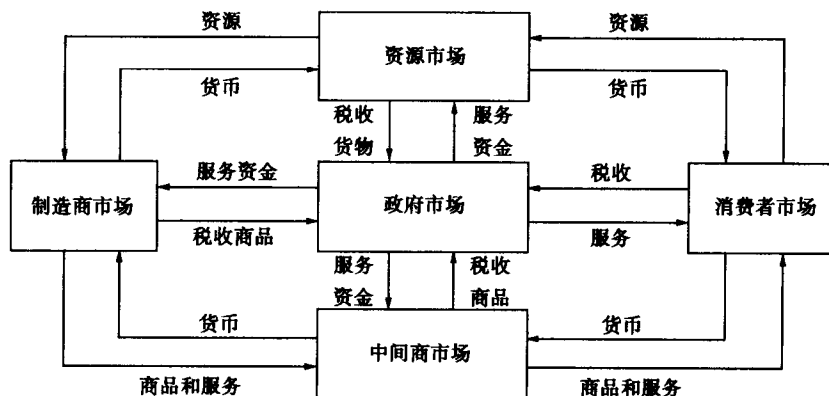 资源
资源
资源市场
货币
货币
税收
服务
货物
资金
服务资金
税收
制造商市场
政府市场
消费者市场
税收商品
服务
服务
税收
资金
商品
货币
货币
中间商市场
商品和服务
商品和服务